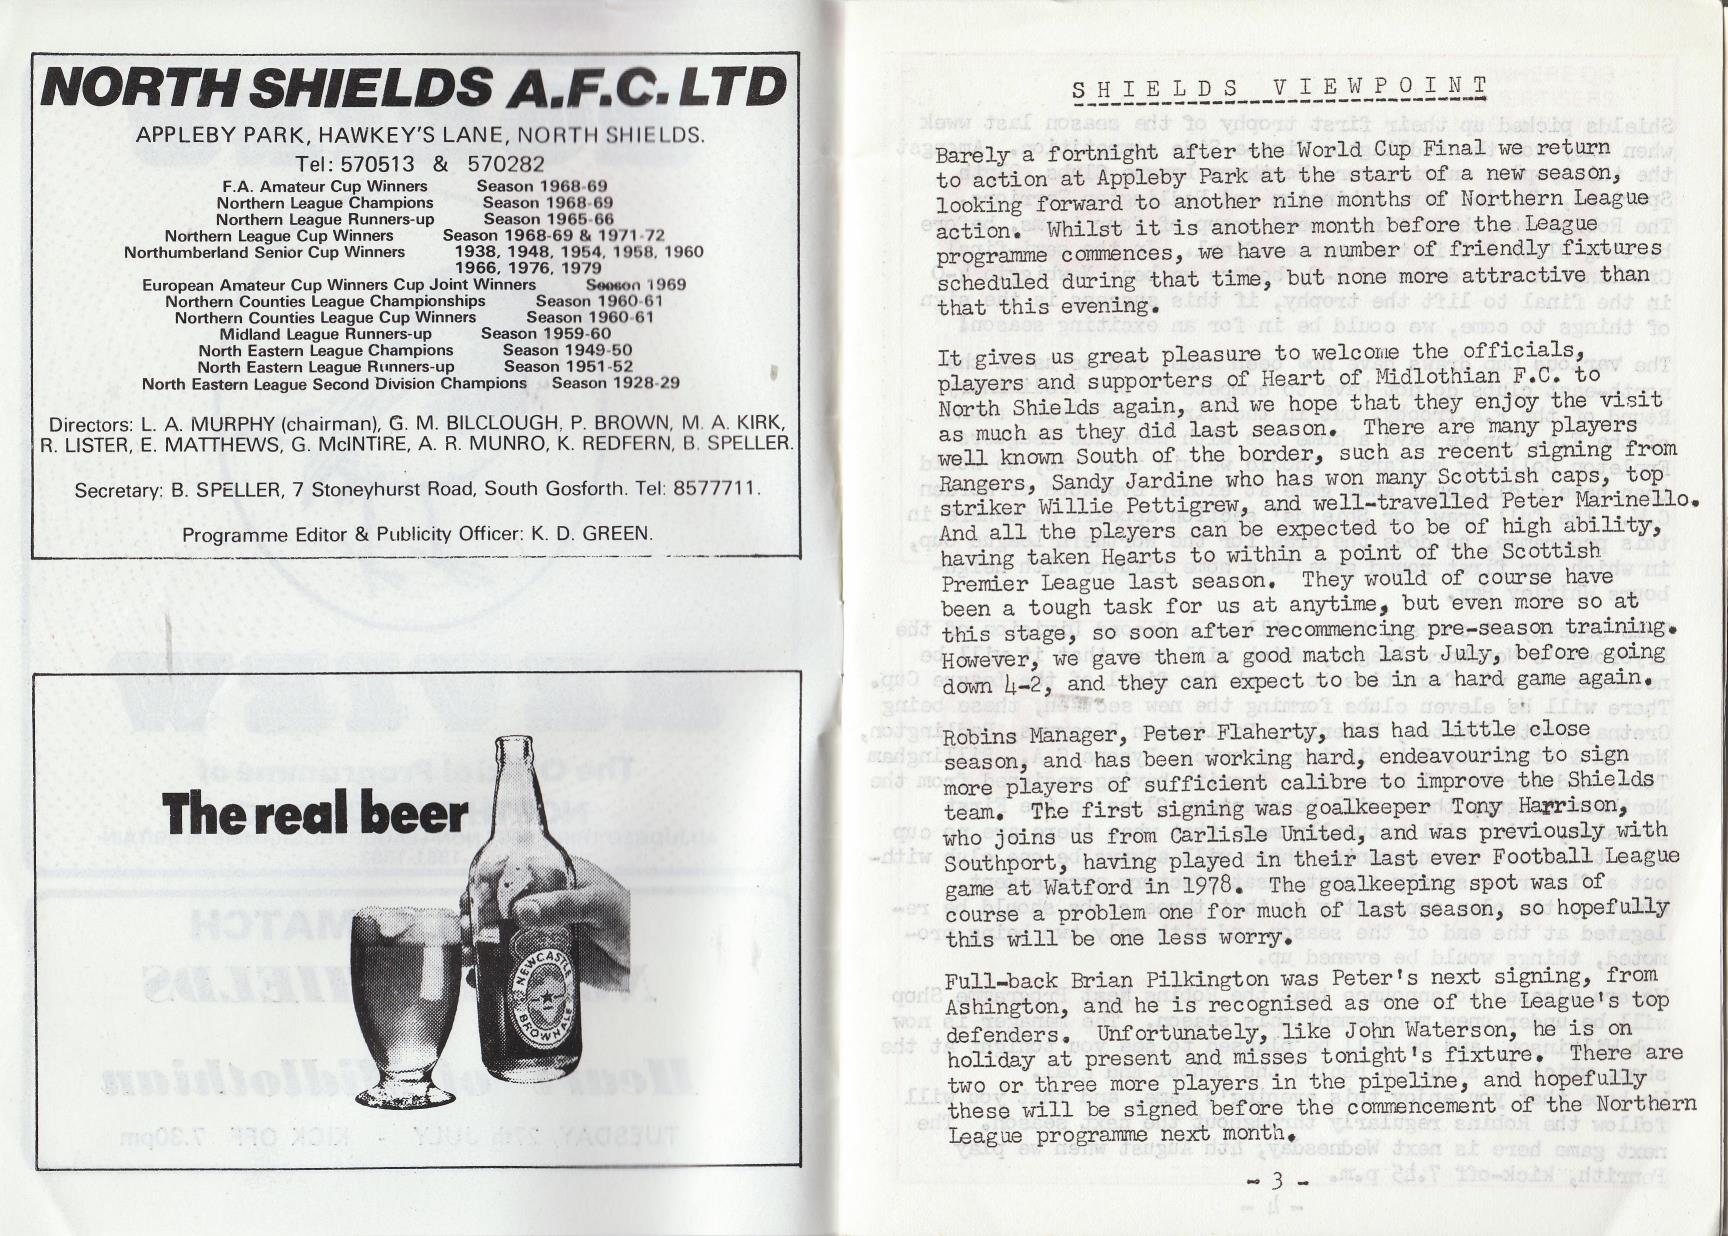 NORTH SHIELDS A.F.C. LTD
APPLEBY PARK, HAWKEY'S LANE, NORTH SHIELDS.
Tel: 570513 & 570282
F.A. Amateur Cup Winners Season 1968-69
Northern League Champions Season 1968-69
Northern League Runners-up Season 1965-66
Northern League Cup Winners Season 1968-69 & 1971-72
Northumberland Senior Cup Winners 1938, 1948, 1954, 1958, 1960
1966, 1976, 1979
European Amateur Cup Winners Cup Joint Winners Season 1969
Northern Counties League Championships Season 1960-61
Northern Counties League Cup Winners Season 1960-61
Midland League Runners-up Season 1959-60
North Eastern League Champions Season 1949-50
North Eastern League Runners-up Season 1951-52
North Eastern League Second Division Champions Season 1928-29
Directors: L. A. MURPHY (chairman), G. M. BILCLOUGH, P. BROWN, M. A. KIRK,
R. LISTER, E. MATTHEWS, G. McINTIRE, A. R. MUNRO, K. REDFERN, B. SPELLER.
Secretary: B. SPELLER, 7 Stoneyhurst Road, South Gosforth. Tel: 8577711.
Programme Editor & Publicity Officer: K. D. GREEN.
The real beer
NEWCASTLE
BROWN ALE
SHIELDS VIEWPOINT
Barely a fortnight after the World Cup Final we return
to action at Appleby Park at the start of a new season,
looking forward to another nine months of Northern League
action. Whilst it is another month before the League
programme commences, we have a number of friendly fixtures
scheduled during that time, but none more attractive than
that this evening.
It gives us great pleasure to welcome the officials,
players and supporters of Heart of Midlothian F.C. to
North Shields again, and we hope that they enjoy the visit
as much as they did last season. There are many players
well known South of the border, such as recent signing from
Rangers, Sandy Jardine who has won many Scottish caps, top
striker Willie Pettigrew, and well-travelled Peter Marinello.
And all the players can be expected to be of high ability,
having taken Hearts to within a point of the Scottish
Premier League last season. They would of course have
been a tough task for us at anytime, but even more so at
this stage, so soon after recommencing pre-season training.
However, we gave them a good match last July, before going
down 4-2, and they can expect to be in a hard game again.
Robins Manager, Peter Flaherty, has had little close
season, and has been working hard, endeavouring to sign
more players of sufficient calibre to improve the Shields
team. The first signing was goalkeeper Tony Harrison,
who joins us from Carlisle United, and was previously with
Southport, having played in their last ever Football League
game at Watford in 1978. The goalkeeping spot was of
course a problem one for much of last season, so hopefully
this will be one less worry.
Full-back Brian Pilkington was Peter's next signing, from
Ashington, and he is recognised as one of the League's top
defenders. Unfortunately, like John Waterson, he is on
holiday at present and misses tonight's fixture. There are
two or three more players in the pipeline, and hopefully
these will be signed before the commencement of the Northern
League programme next month.
- 3 -